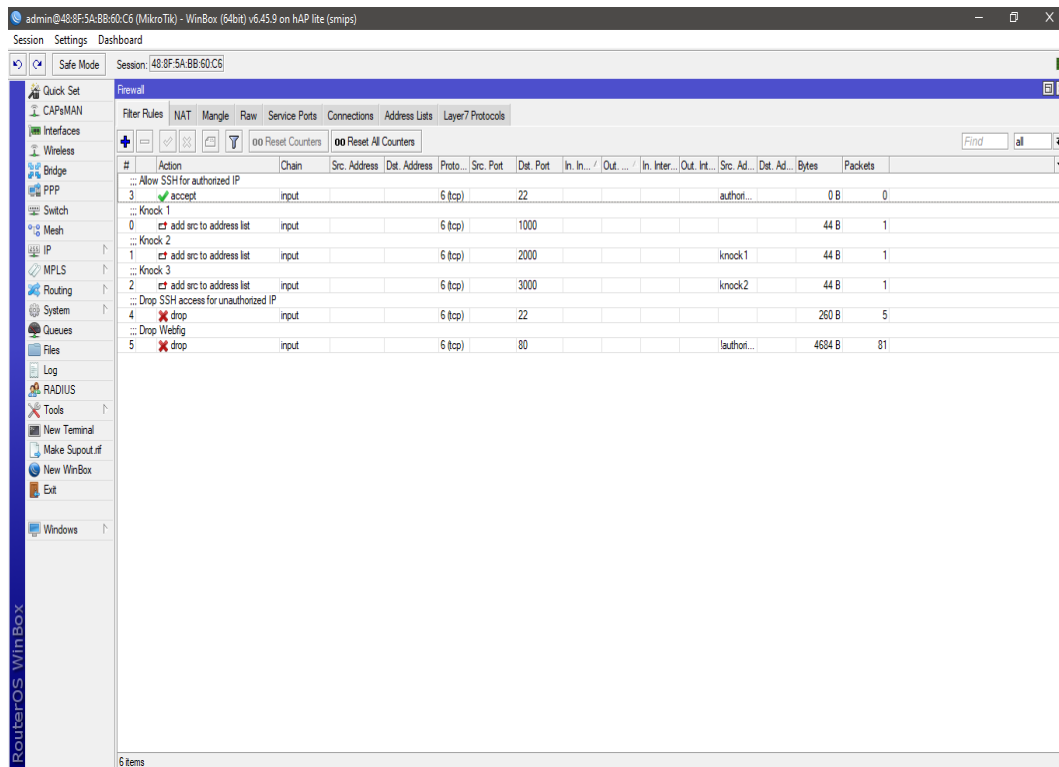 admin@48:8F:5A:BB:60:C6 (MikroTik) - WinBox (64bit) v6.45.9 on hAP lite (smips)
Session Settings Dashboard
Safe Mode Session: 48:8F:5A:BB:60:C6
Quick Set
CAPsMAN
Interfaces
Wireless
Bridge
PPP
Switch
Mesh
IP
MPLS
Routing
System
Queues
Files
Log
RADIUS
Tools
New Terminal
Make Supout.rif
New WinBox
Exit
Windows
RouterOS WinBox
Firewall
Filter Rules NAT Mangle Raw Service Ports Connections Address Lists Layer7 Protocols
00 Reset Counters 00 Reset All Counters Find all
# Action Chain Src. Address Dst. Address Proto... Src. Port Dst. Port In. In... Out. ... In. Inter... Out. Int... Src. Ad... Dst. Ad... Bytes Packets
;;; Allow SSH for authorized IP
3 accept input 6 (tcp) 22 authori... 0 B 0
;;; Knock 1
0 add src to address list input 6 (tcp) 1000 44 B 1
;;; Knock 2
1 add src to address list input 6 (tcp) 2000 knock1 44 B 1
;;; Knock 3
2 add src to address list input 6 (tcp) 3000 knock2 44 B 1
;;; Drop SSH access for unauthorized IP
4 drop input 6 (tcp) 22 260 B 5
;;; Drop Webfig
5 drop input 6 (tcp) 80 !authori... 4684 B 81
6 items